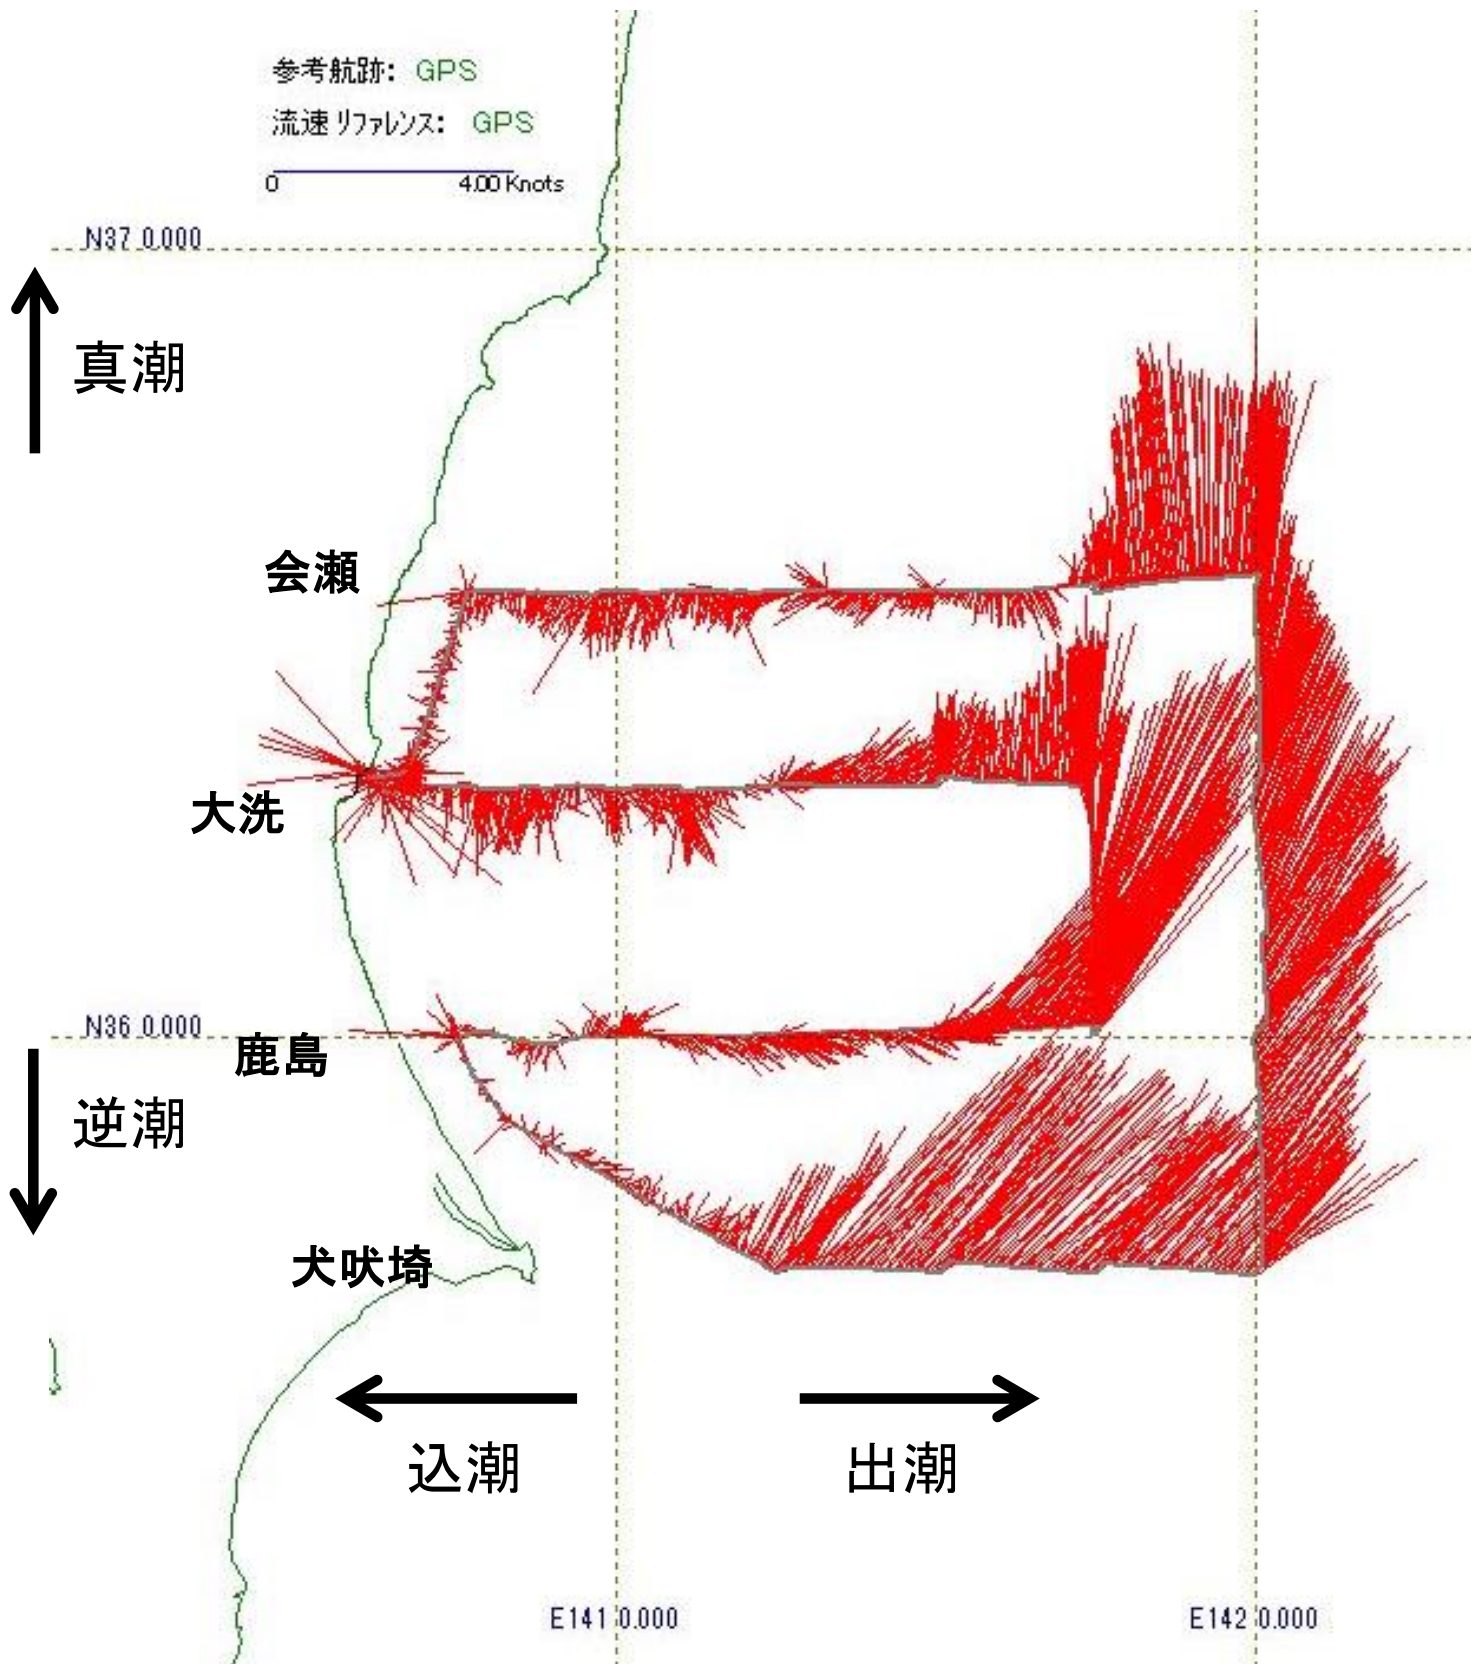 参考航跡: GPS
流速リファレンス: GPS
0 4.00 Knots
N37 0.000
真潮
会瀬
大洗
N36 0.000
鹿島
逆潮
犬吠埼
込潮 出潮
E141 0.000 E142 0.000